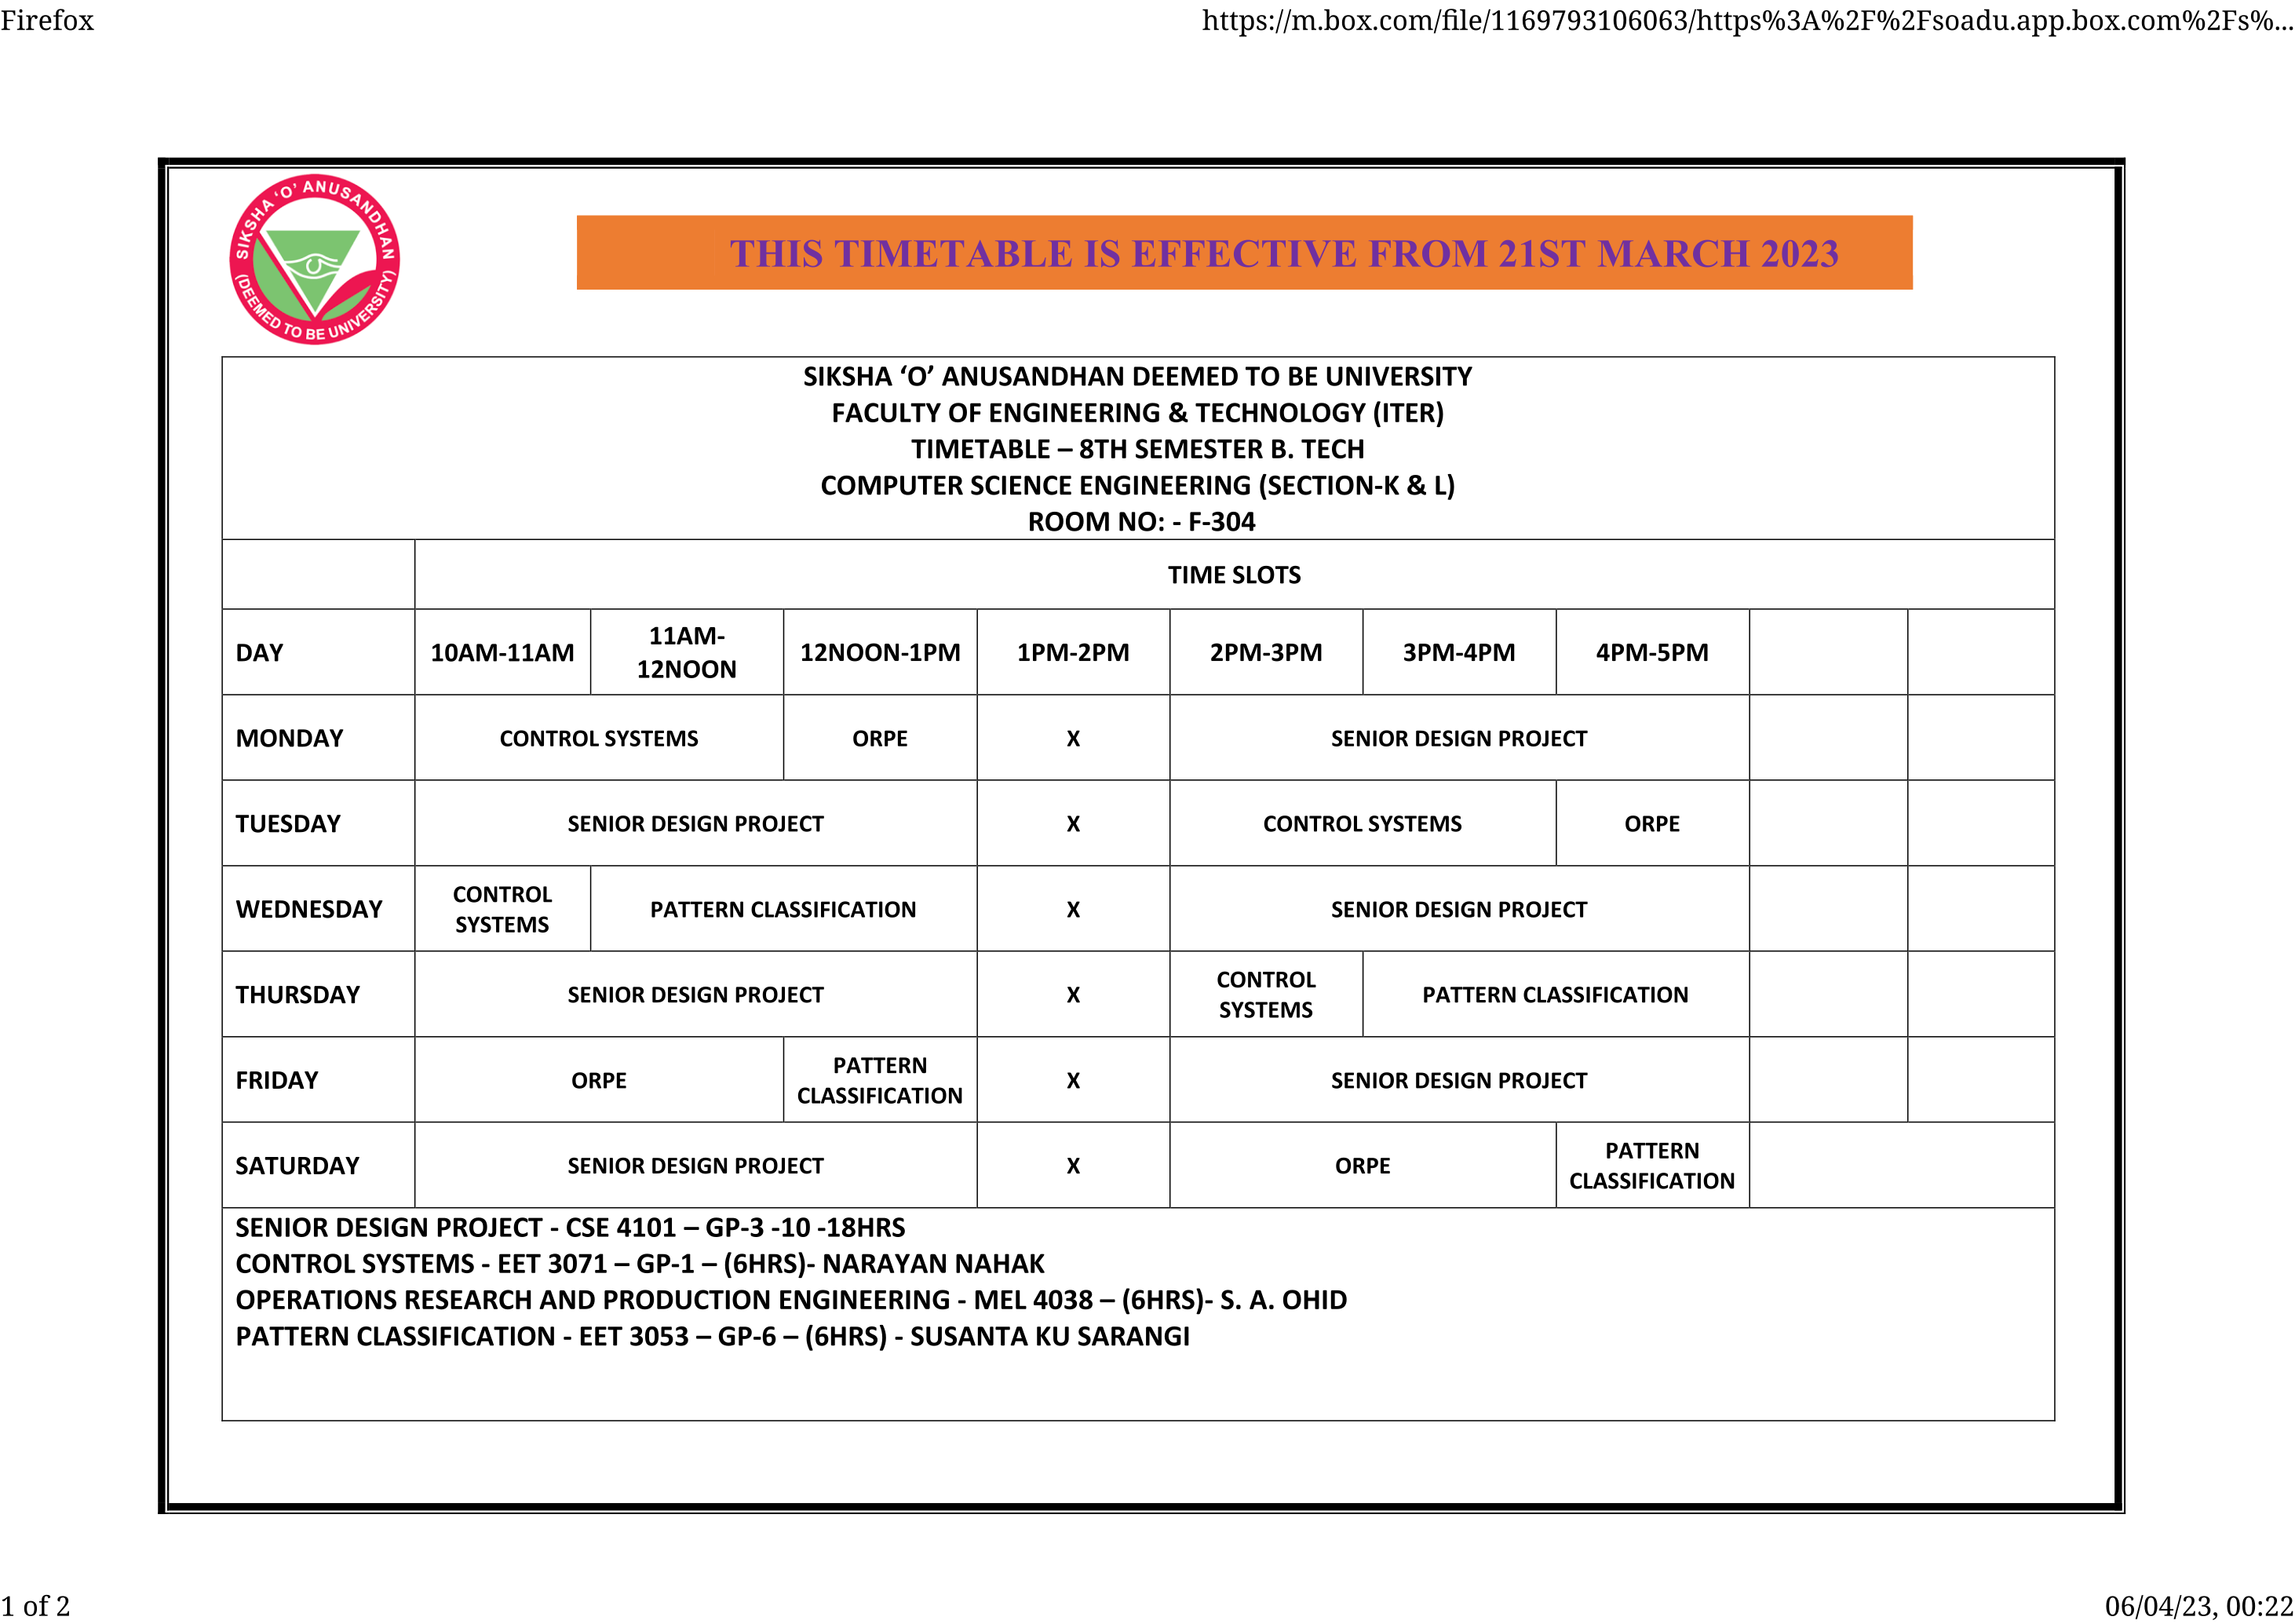 Firefox
https://m.box.com/file/1169793106063/https%3A%2F%2Fsoadu.app.box.com%2Fs%...
SIKSHA ‘O’ ANUSANDHAN
(DEEMED TO BE UNIVERSITY)
THIS TIMETABLE IS EFFECTIVE FROM 21ST MARCH 2023
SIKSHA ‘O’ ANUSANDHAN DEEMED TO BE UNIVERSITY
FACULTY OF ENGINEERING & TECHNOLOGY (ITER)
TIMETABLE – 8TH SEMESTER B. TECH
COMPUTER SCIENCE ENGINEERING (SECTION-K & L)
ROOM NO: - F-304
TIME SLOTS
DAY 10AM-11AM 11AM-12NOON 12NOON-1PM 1PM-2PM 2PM-3PM 3PM-4PM 4PM-5PM
MONDAY CONTROL SYSTEMS ORPE X SENIOR DESIGN PROJECT
TUESDAY SENIOR DESIGN PROJECT X CONTROL SYSTEMS ORPE
WEDNESDAY CONTROL SYSTEMS PATTERN CLASSIFICATION X SENIOR DESIGN PROJECT
THURSDAY SENIOR DESIGN PROJECT X CONTROL SYSTEMS PATTERN CLASSIFICATION
FRIDAY ORPE PATTERN CLASSIFICATION X SENIOR DESIGN PROJECT
SATURDAY SENIOR DESIGN PROJECT X ORPE PATTERN CLASSIFICATION
SENIOR DESIGN PROJECT - CSE 4101 – GP-3 -10 -18HRS
CONTROL SYSTEMS - EET 3071 – GP-1 – (6HRS)- NARAYAN NAHAK
OPERATIONS RESEARCH AND PRODUCTION ENGINEERING - MEL 4038 – (6HRS)- S. A. OHID
PATTERN CLASSIFICATION - EET 3053 – GP-6 – (6HRS) - SUSANTA KU SARANGI
1 of 2
06/04/23, 00:22